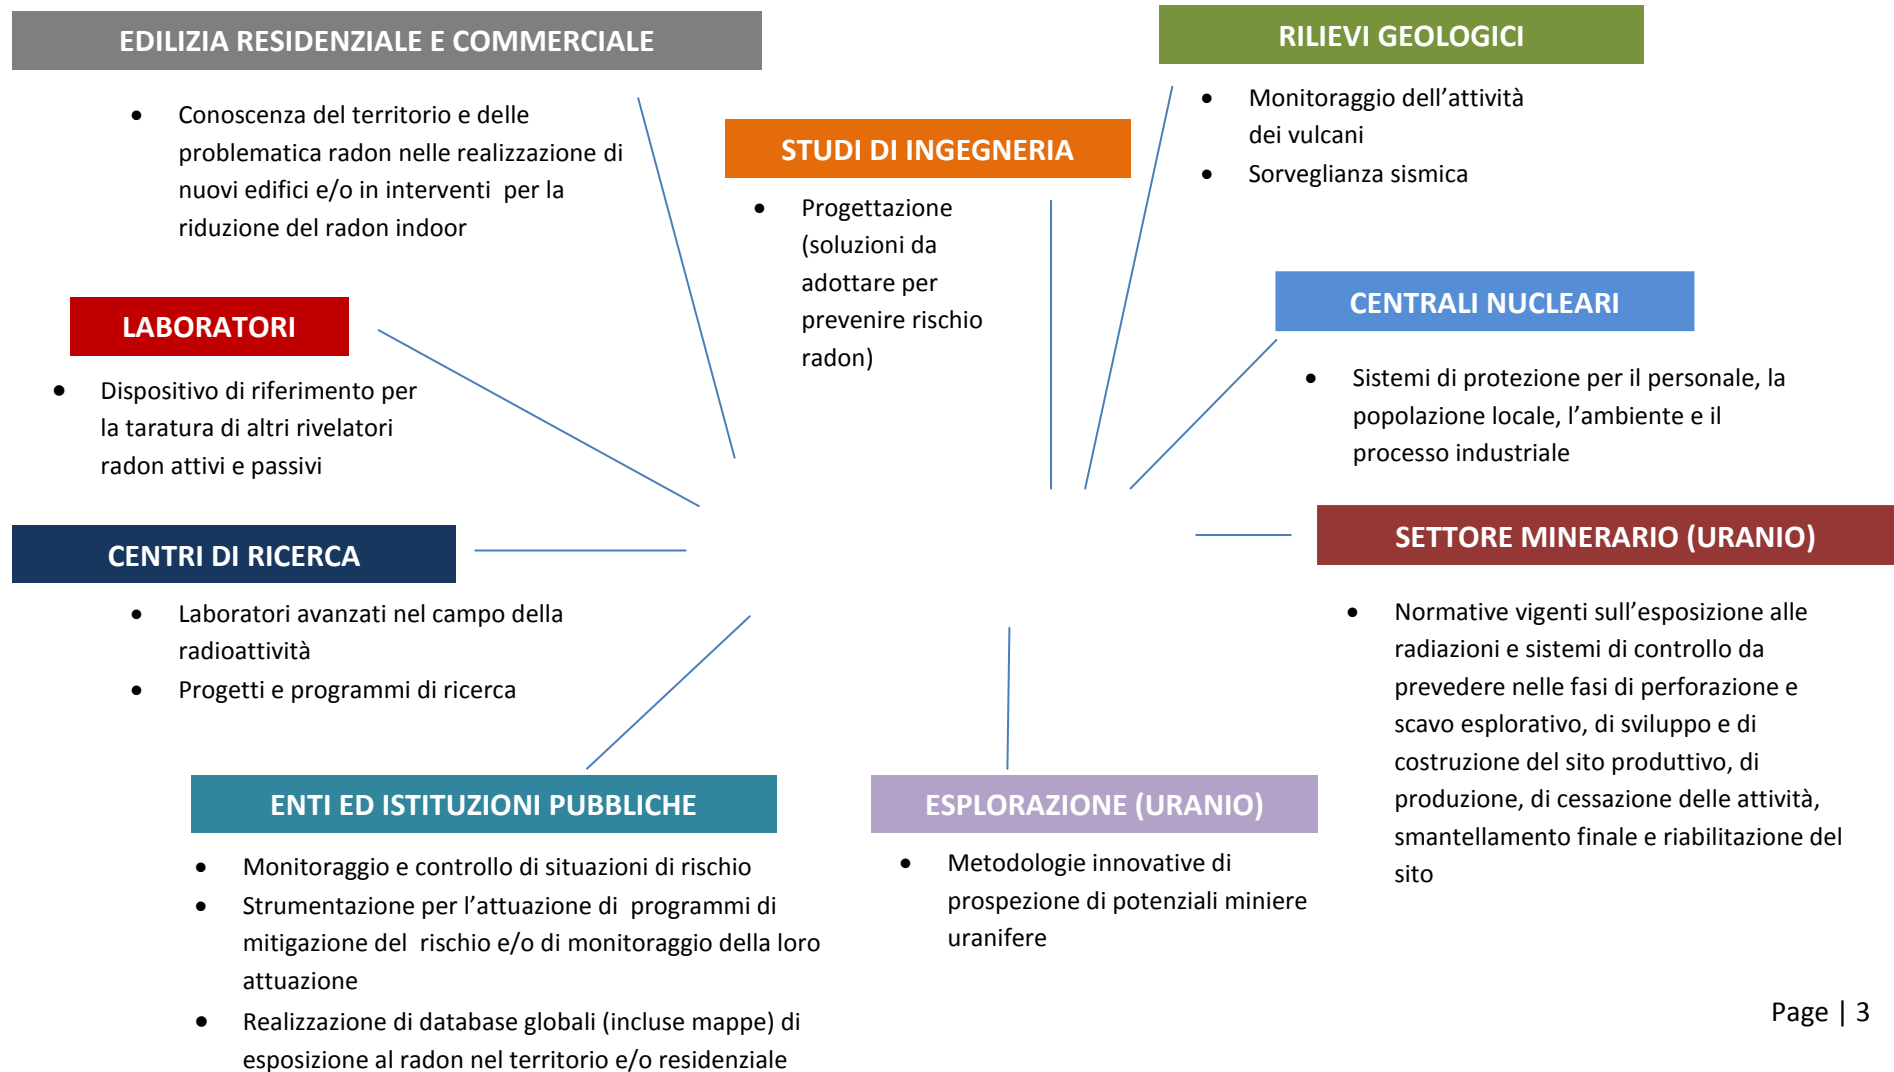 EDILIZIA RESIDENZIALE E COMMERCIALE
Conoscenza del territorio e delle
problematica radon nelle realizzazione di
nuovi edifici e/o in interventi per la
riduzione del radon indoor
STUDI DI INGEGNERIA
Progettazione
(soluzioni da
adottare per
prevenire rischio
radon)
RILIEVI GEOLOGICI
Monitoraggio dell’attività
dei vulcani
Sorveglianza sismica
LABORATORI
Dispositivo di riferimento per
la taratura di altri rivelatori
radon attivi e passivi
CENTRALI NUCLEARI
Sistemi di protezione per il personale, la
popolazione locale, l’ambiente e il
processo industriale
CENTRI DI RICERCA
Laboratori avanzati nel campo della
radioattività
Progetti e programmi di ricerca
SETTORE MINERARIO (URANIO)
Normative vigenti sull’esposizione alle
radiazioni e sistemi di controllo da
prevedere nelle fasi di perforazione e
scavo esplorativo, di sviluppo e di
costruzione del sito produttivo, di
produzione, di cessazione delle attività,
smantellamento finale e riabilitazione del
sito
ENTI ED ISTITUZIONI PUBBLICHE
Monitoraggio e controllo di situazioni di rischio
Strumentazione per l’attuazione di programmi di
mitigazione del rischio e/o di monitoraggio della loro
attuazione
Realizzazione di database globali (incluse mappe) di
esposizione al radon nel territorio e/o residenziale
ESPLORAZIONE (URANIO)
Metodologie innovative di
prospezione di potenziali miniere
uranifere
Page | 3